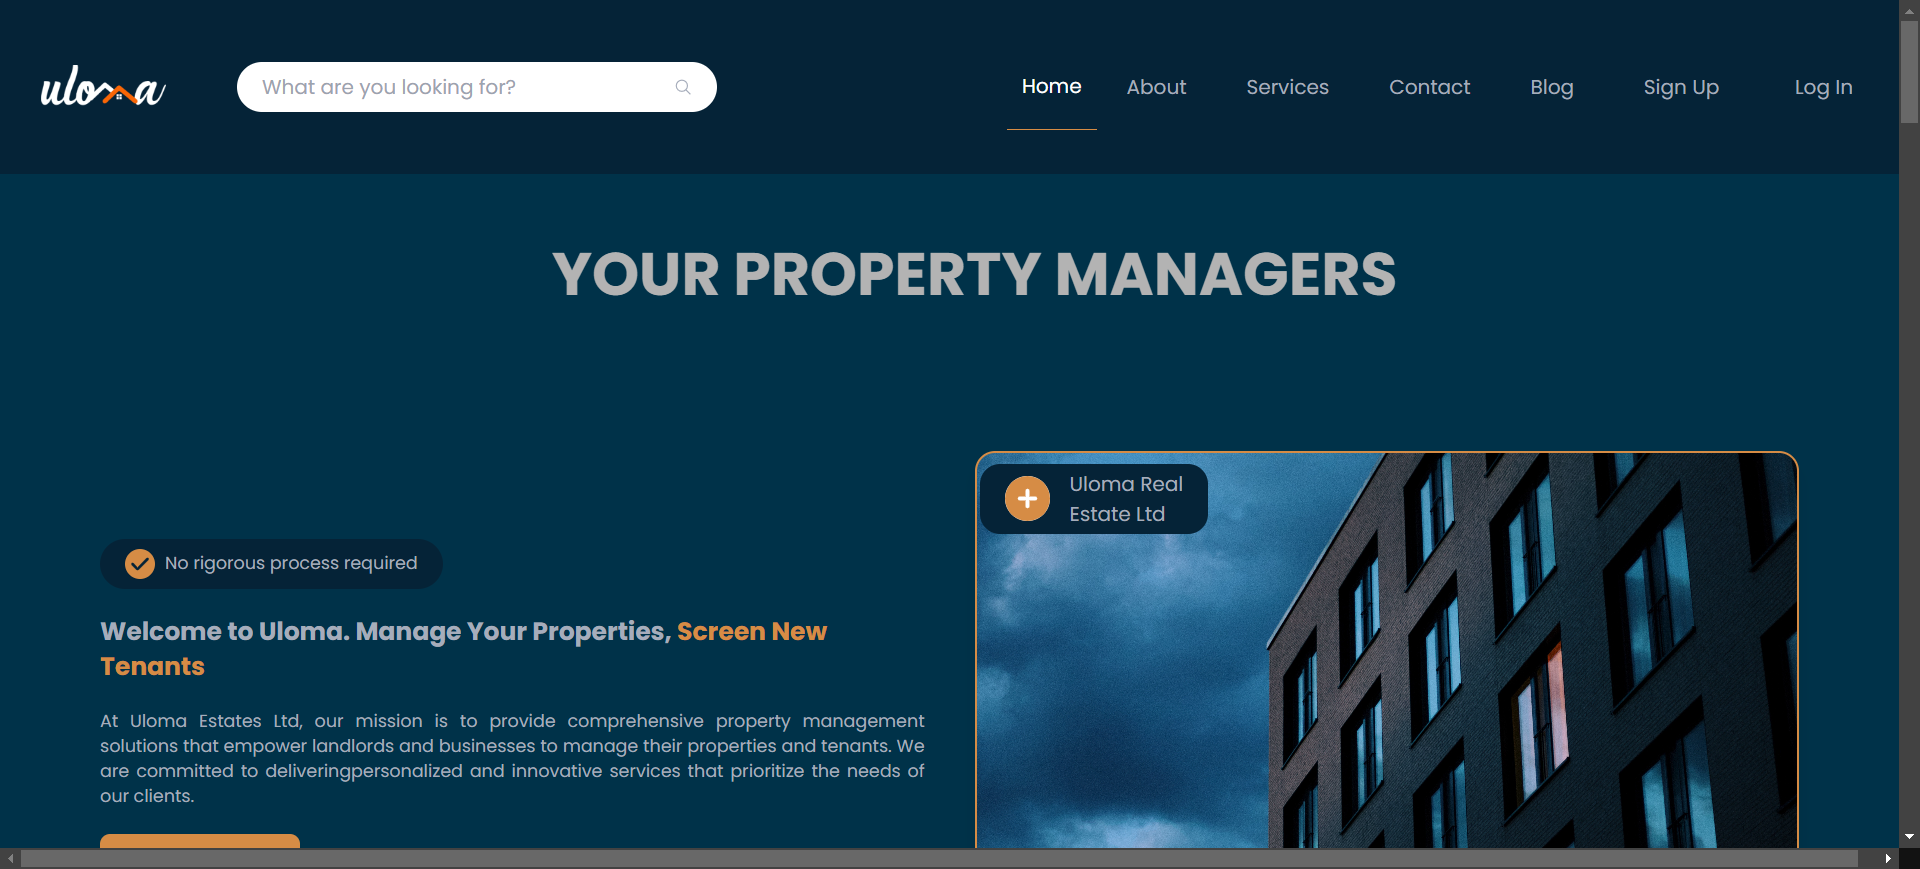 uloma
What are you looking for?
Home
About
Services
Contact
Blog
Sign Up
Log In
YOUR PROPERTY MANAGERS
Uloma Real
Estate Ltd
No rigorous process required
Welcome to Uloma. Manage Your Properties, Screen New
Tenants
At Uloma Estates Ltd, our mission is to provide comprehensive property management
solutions that empower landlords and businesses to manage their properties and tenants. We
are committed to deliveringpersonalized and innovative services that prioritize the needs of
our clients.